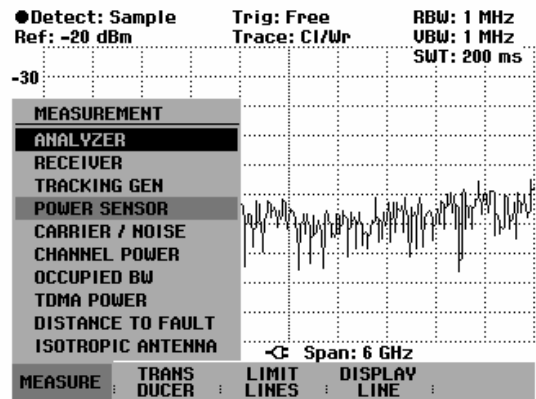 ●Detect: Sample Trig: Free RBW: 1 MHz
Ref: -20 dBm Trace: Cl/Wr VBW: 1 MHz
SWT: 200 ms
-30
MEASUREMENT
ANALYZER
RECEIVER
TRACKING GEN
POWER SENSOR
CARRIER / NOISE
CHANNEL POWER
OCCUPIED BW
TDMA POWER
DISTANCE TO FAULT
ISOTROPIC ANTENNA
Span: 6 GHz
MEASURE TRANS DUCER LIMIT LINES DISPLAY LINE